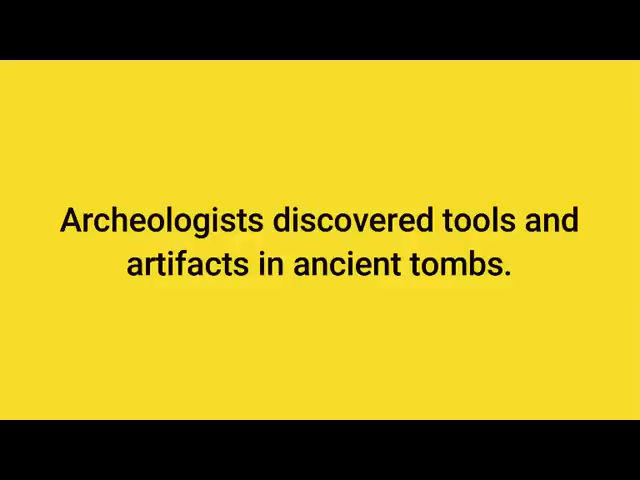 Archeologists discovered tools and
artifacts in ancient tombs.